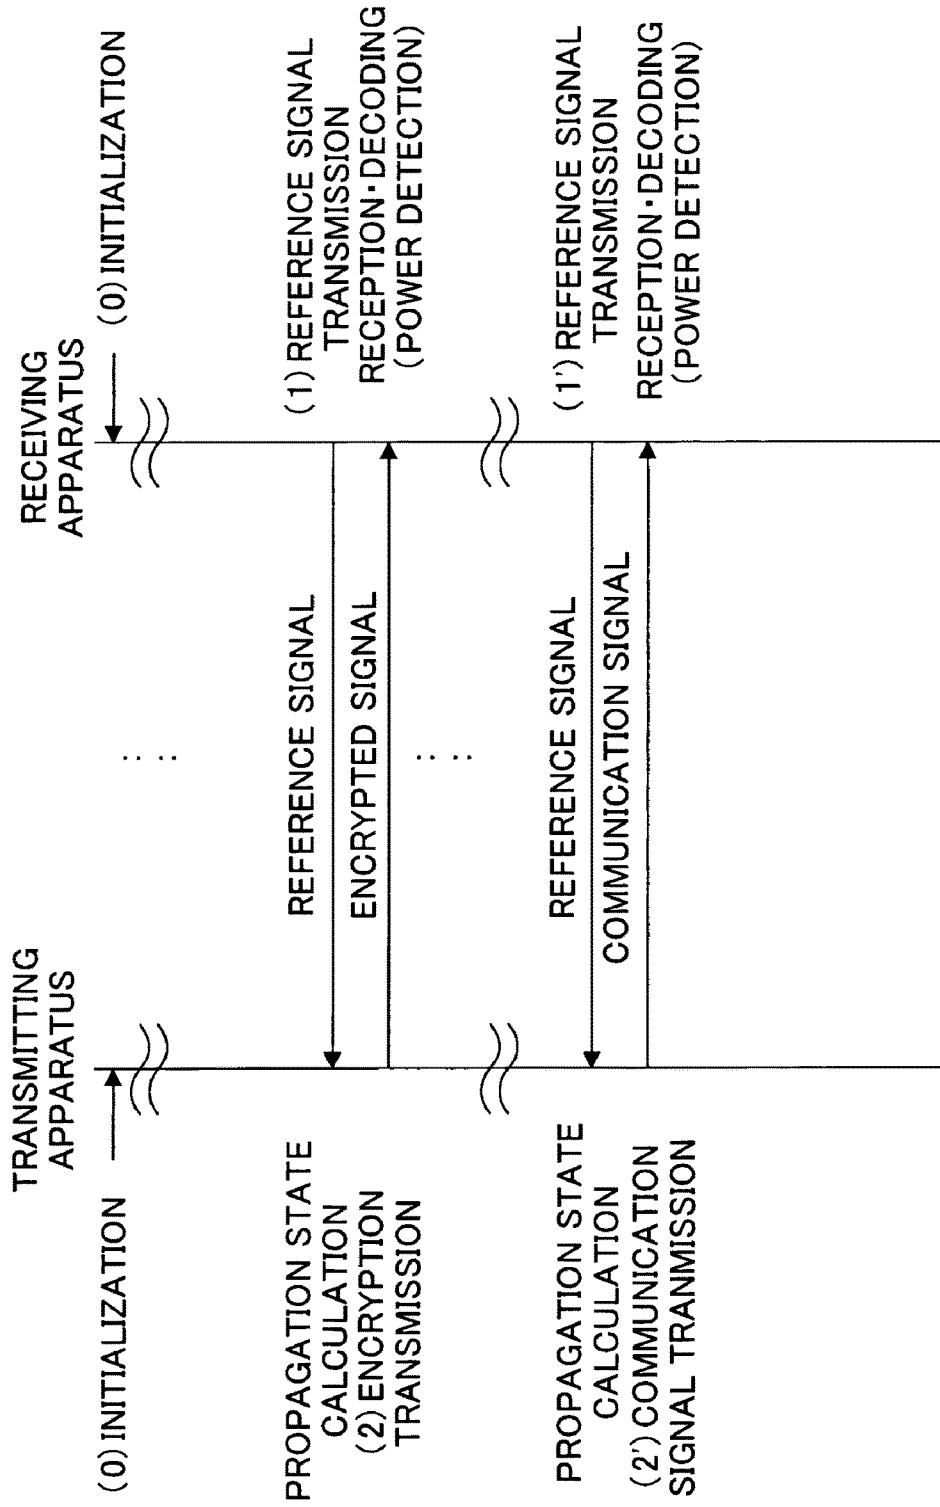 TRANSMITTING
APPARATUS
RECEIVING
APPARATUS
(0)INITIALIZATION
(0)INITIALIZATION
: :
PROPAGATION STATE
CALCULATION
(2)ENCRYPTION
TRANSMISSION
REFERENCE SIGNAL
ENCRYPTED SIGNAL
(1)REFERENCE SIGNAL
TRANSMISSION
RECEPTION·DECODING
(POWER DETECTION)
: :
PROPAGATION STATE
CALCULATION
(2')COMMUNICATION
SIGNAL TRANMISSION
REFERENCE SIGNAL
COMMUNICATION SIGNAL
(1')REFERENCE SIGNAL
TRANSMISSION
RECEPTION·DECODING
(POWER DETECTION)